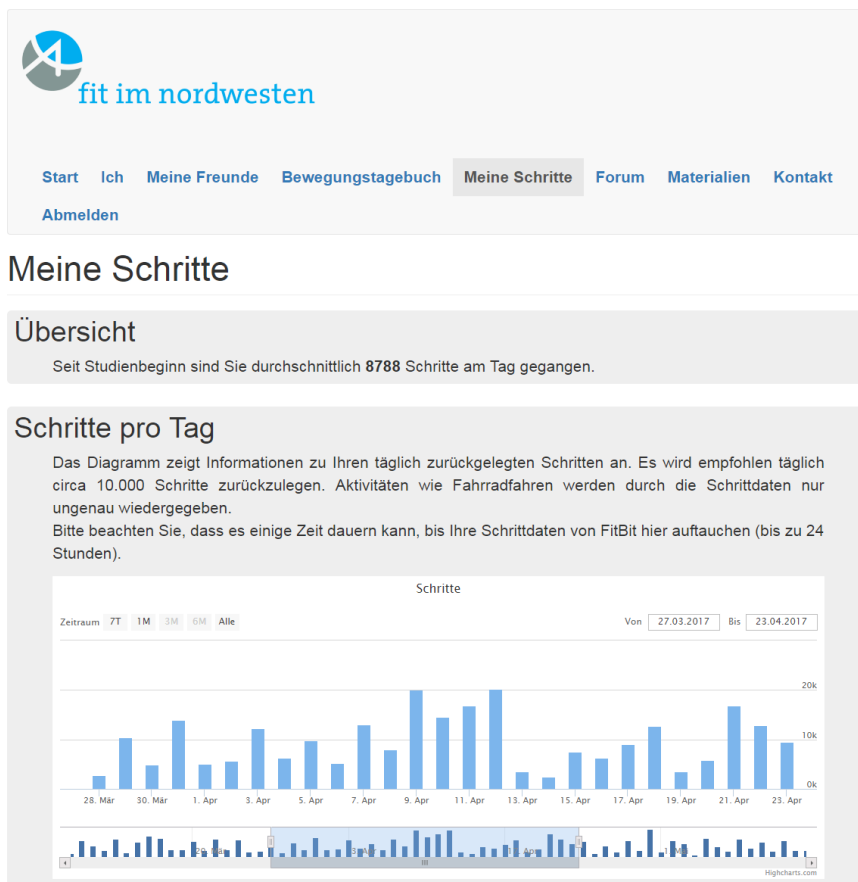 fit im nordwesten
Start Ich Meine Freunde Bewegungstagebuch Meine Schritte Forum Materialien Kontakt
Abmelden
Meine Schritte
Übersicht
Seit Studienbeginn sind Sie durchschnittlich 8788 Schritte am Tag gegangen.
Schritte pro Tag
Das Diagramm zeigt Informationen zu Ihren täglich zurückgelegten Schritten an. Es wird empfohlen täglich
circa 10.000 Schritte zurückzulegen. Aktivitäten wie Fahrradfahren werden durch die Schrittdaten nur
ungenau wiedergegeben.
Bitte beachten Sie, dass es einige Zeit dauern kann, bis Ihre Schrittdaten von FitBit hier auftauchen (bis zu 24
Stunden).
Schritte
Zeitraum 7T 1M 3M 6M Alle Von 27.03.2017 Bis 23.04.2017
20k
10k
0k
28. Mär 30. Mär 1. Apr 3. Apr 5. Apr 7. Apr 9. Apr 11. Apr 13. Apr 15. Apr 17. Apr 19. Apr 21. Apr 23. Apr
Highcharts.com